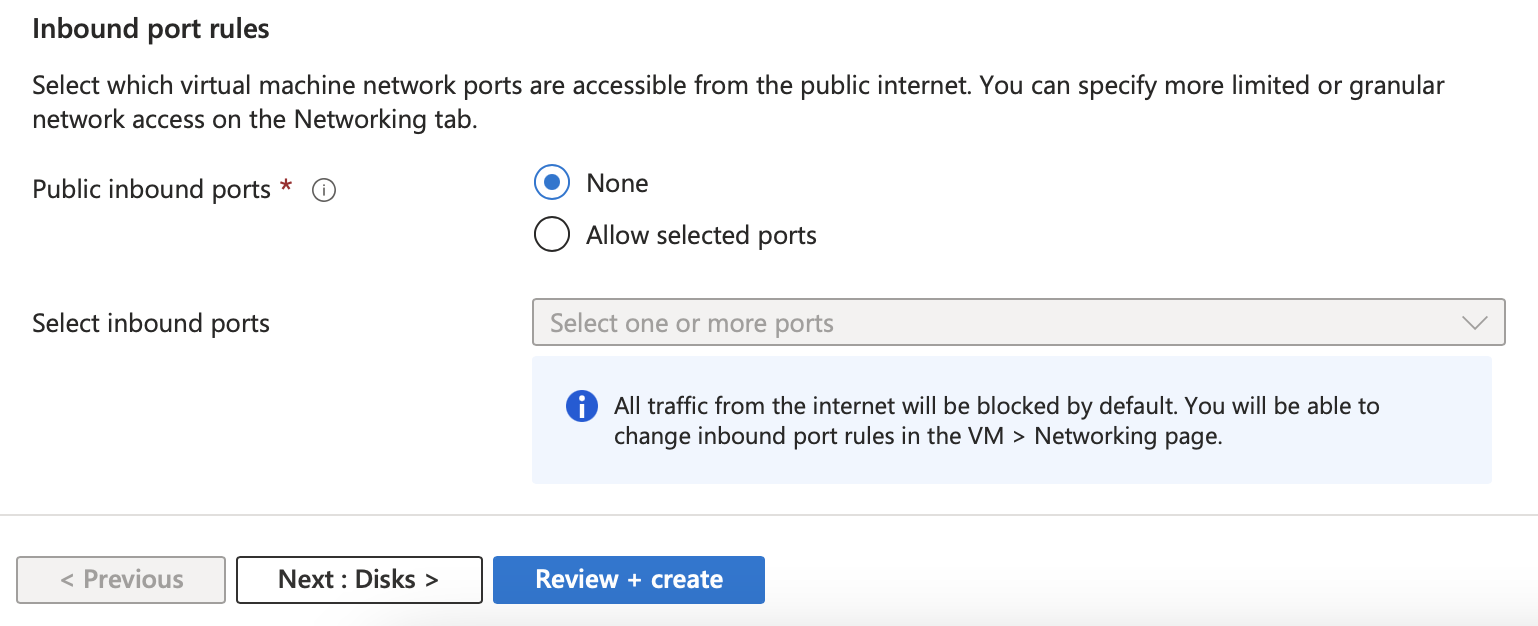 Inbound port rules
Select which virtual machine network ports are accessible from the public internet. You can specify more limited or granular
network access on the Networking tab.
Public inbound ports *
None
Allow selected ports
Select inbound ports
Select one or more ports
All traffic from the internet will be blocked by default. You will be able to
change inbound port rules in the VM > Networking page.
< Previous
Next : Disks >
Review + create